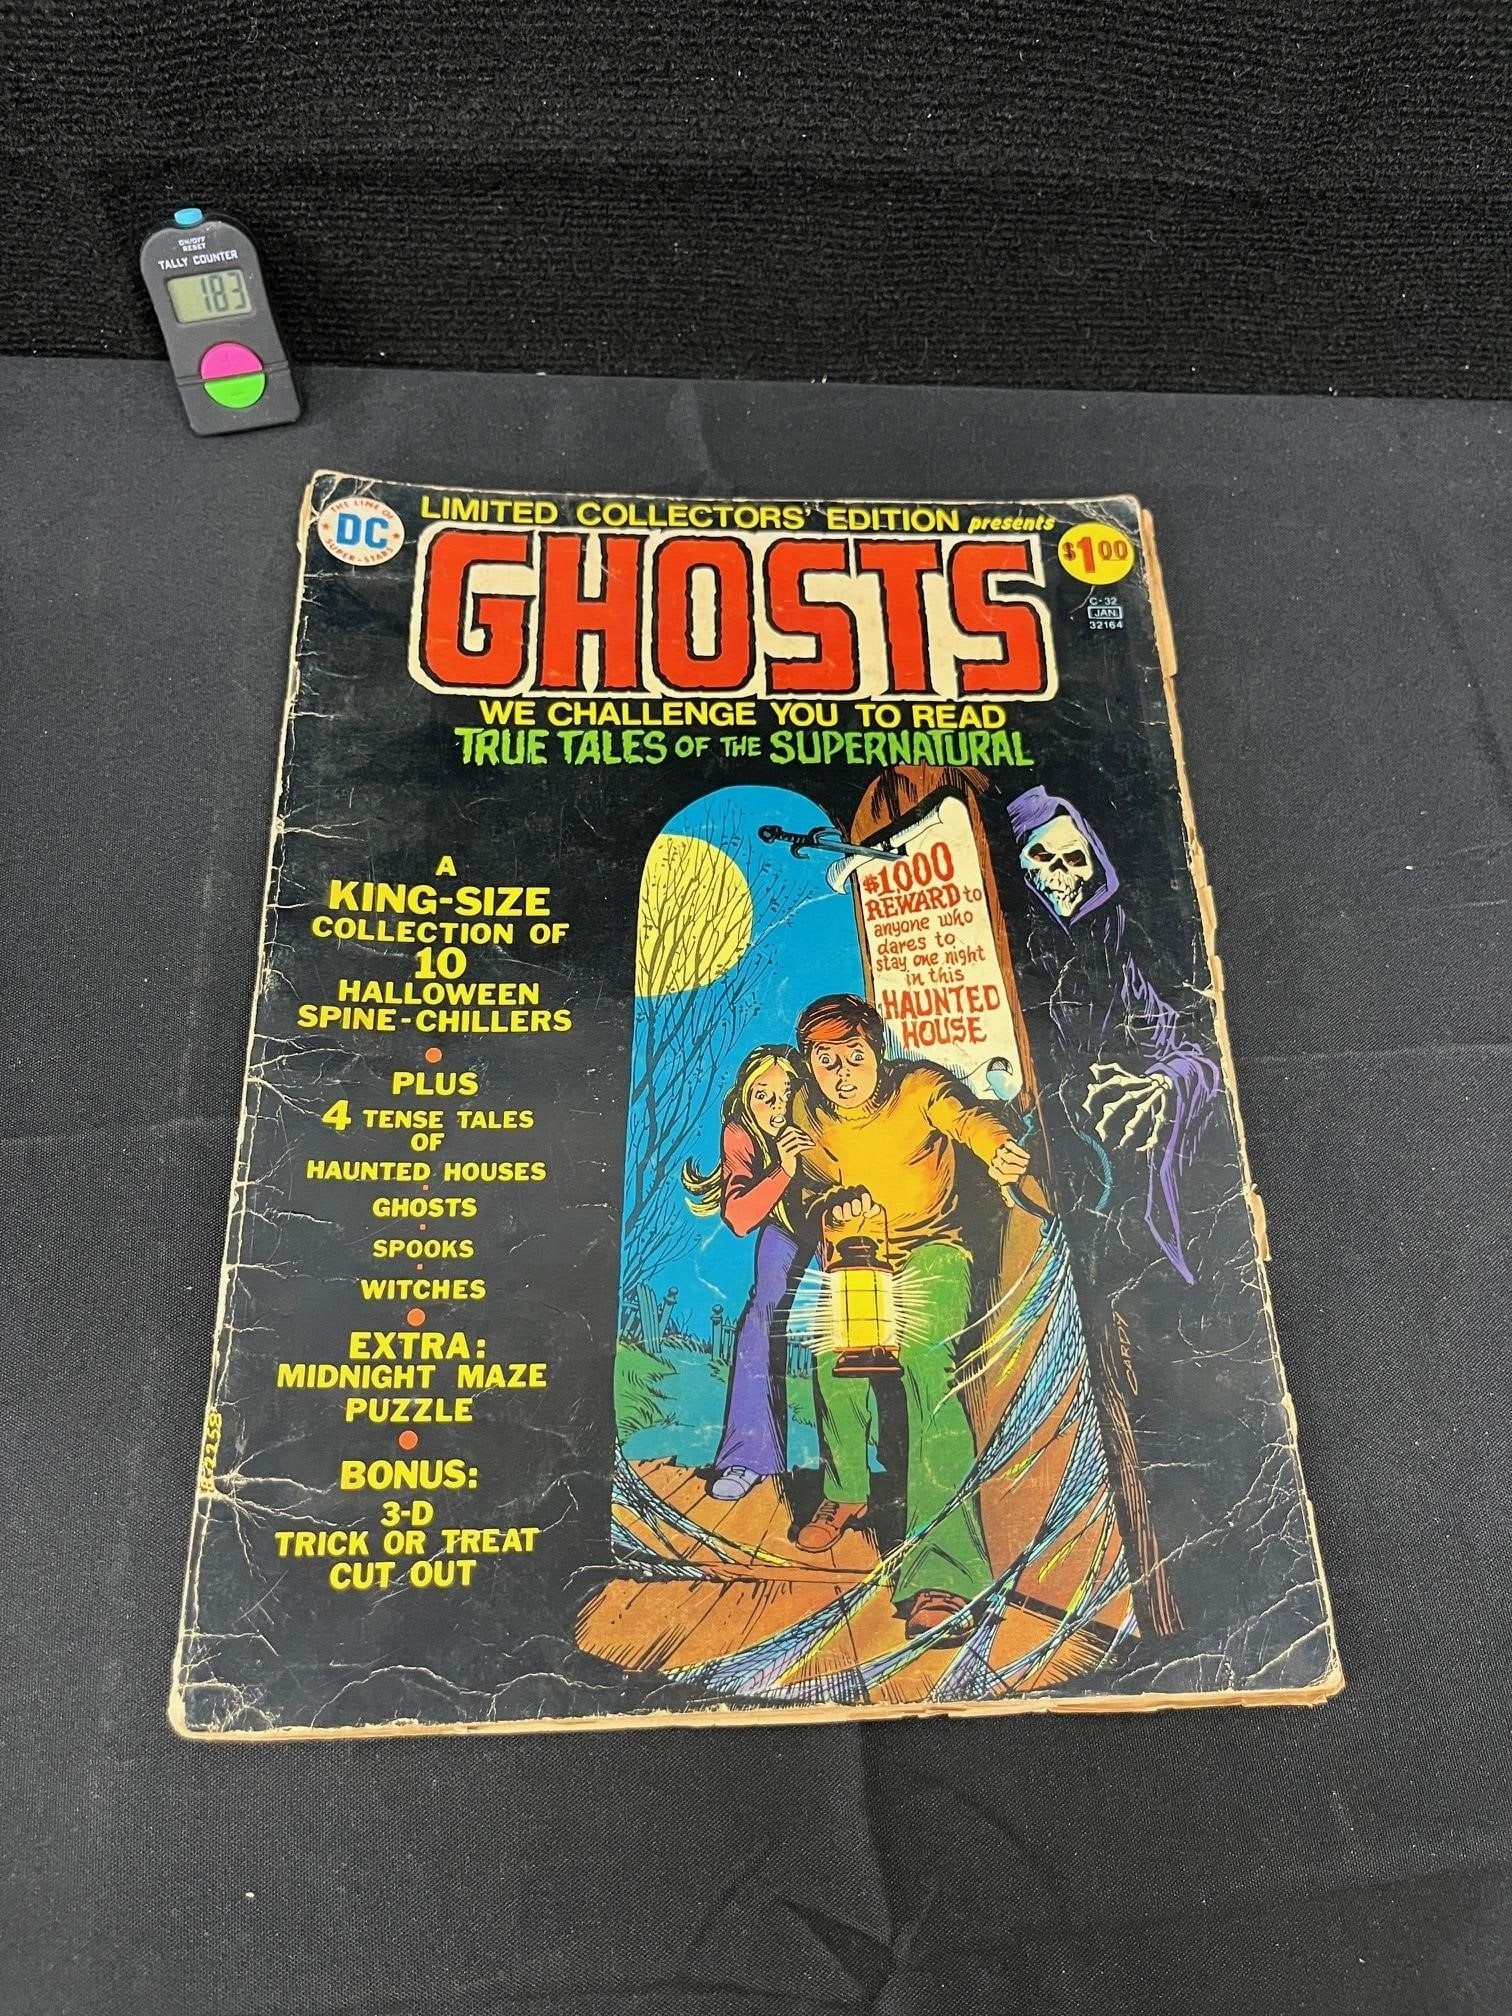 ON/OFF
RESET
TALLY COUNTER
183
+
-
THE LINE OF
DC
SUPER-STARS
LIMITED COLLECTORS' EDITION presents
$1.00
GHOSTS
C-32
JAN.
32164
WE CHALLENGE YOU TO READ
TRUE TALES OF THE SUPERNATURAL
A
KING-SIZE
COLLECTION OF
10
HALLOWEEN
SPINE-CHILLERS
PLUS
4 TENSE TALES
OF
HAUNTED HOUSES
GHOSTS
SPOOKS
WITCHES
EXTRA:
MIDNIGHT MAZE
PUZZLE
BONUS:
3-D
TRICK OR TREAT
CUT OUT
$1,000
REWARD to
anyone who
dares to
stay one night
in this
HAUNTED
HOUSE
CARDY